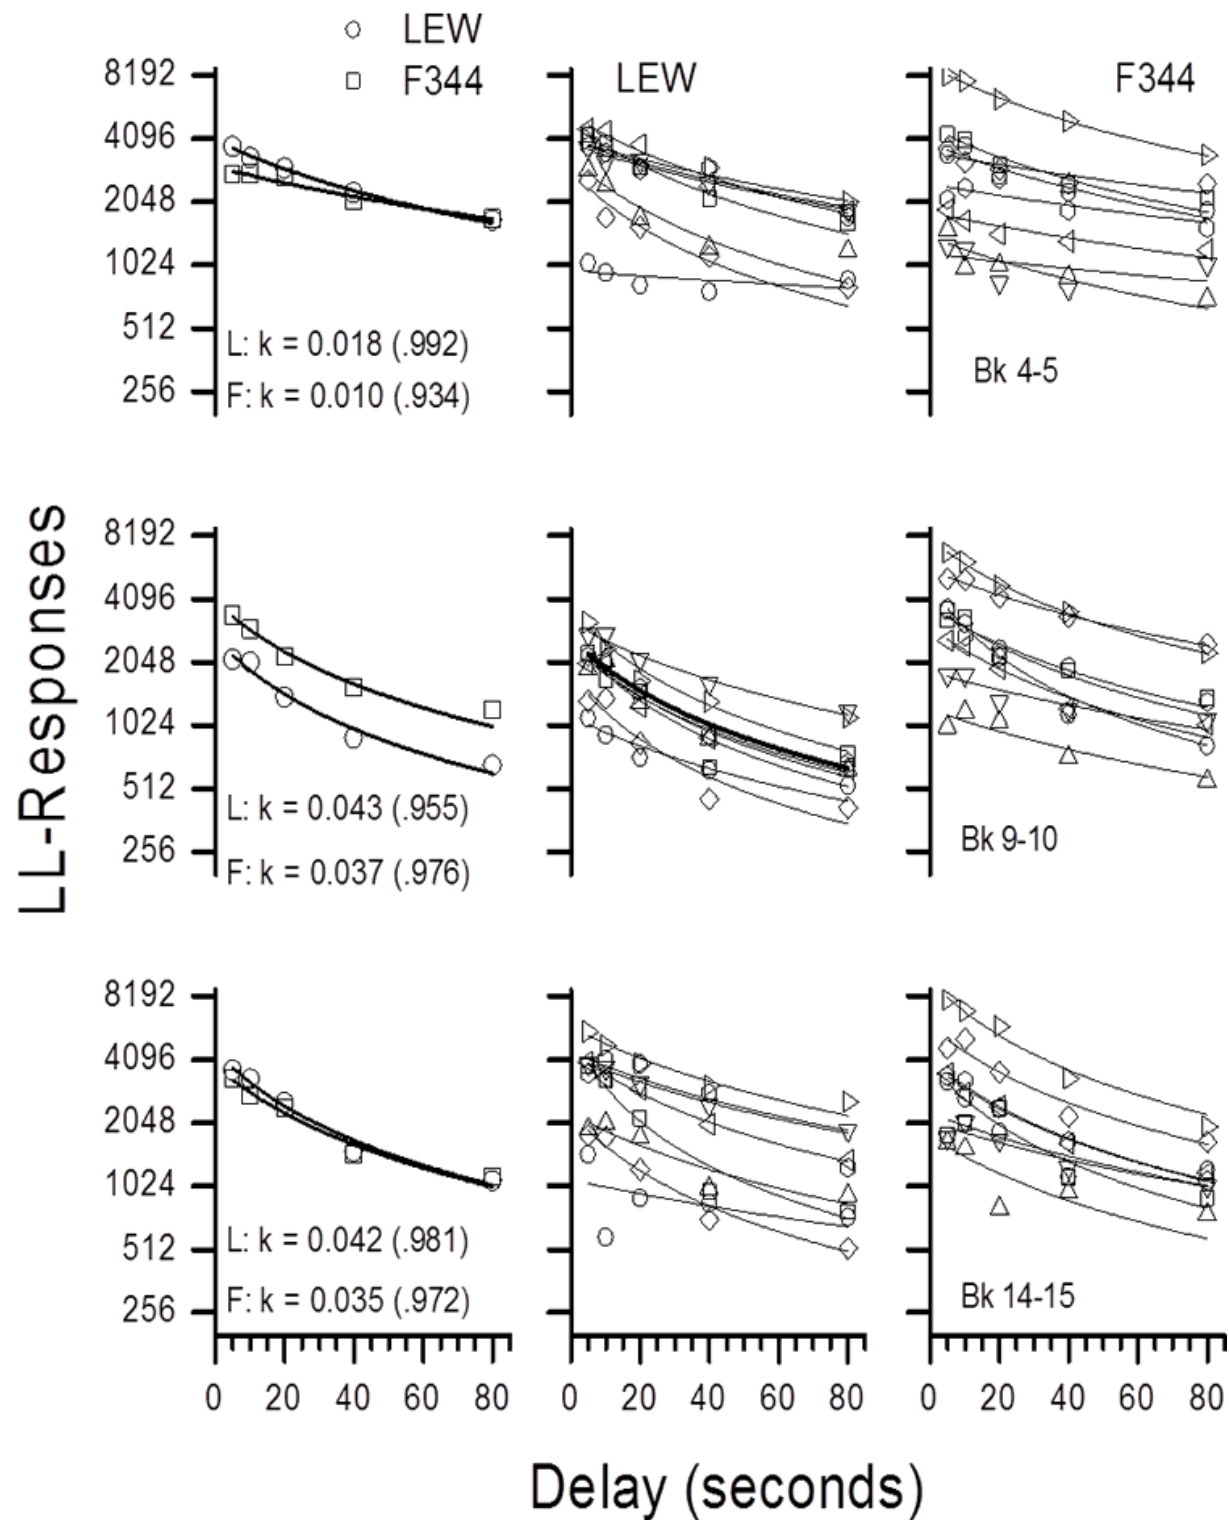 LEW
F344
LEW
F344
8192
4096
2048
1024
512
256
L: k = 0.018 (.992)
F: k = 0.010 (.934)
Bk 4-5
LL-Responses
8192
4096
2048
1024
512
256
L: k = 0.043 (.955)
F: k = 0.037 (.976)
Bk 9-10
8192
4096
2048
1024
512
256
L: k = 0.042 (.981)
F: k = 0.035 (.972)
Bk 14-15
0 20 40 60 80
0 20 40 60 80
0 20 40 60 80
Delay (seconds)